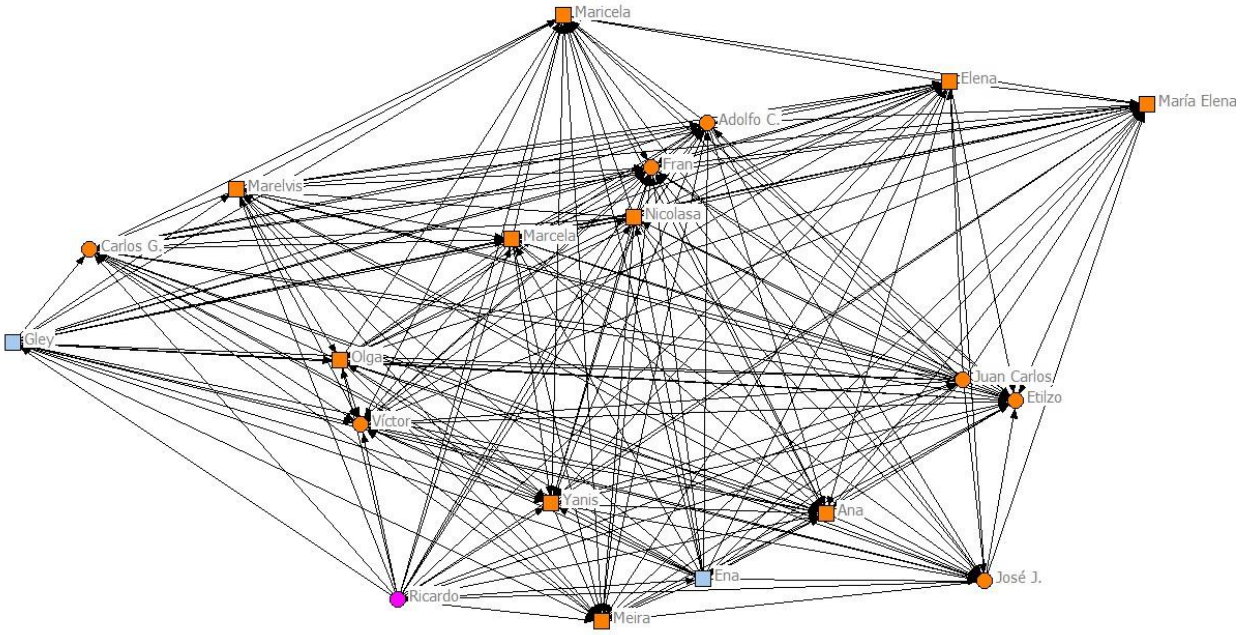 Maricela
Elena
María Elena
Adolfo C.
Fran
Marelvis
Nicolasa
Marcela
Carlos G.
Gley
Olga
Juan Carlos
Etilzo
Víctor
Yanis
Ana
Ena
José J.
Ricardo
Meira